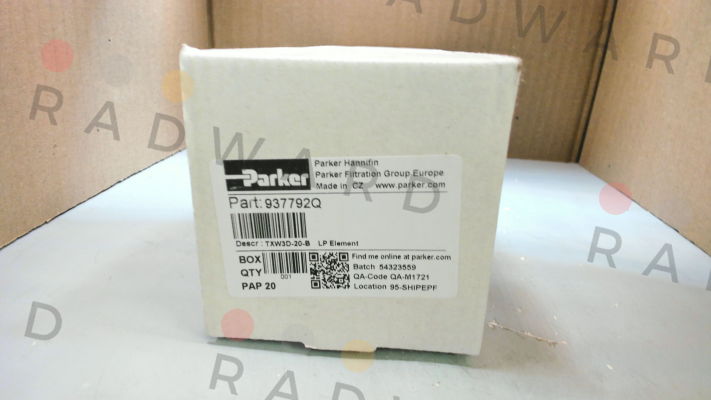 RADWARD
RADWARD
Parker
Parker Hannifin
Parker Filtration Group Europe
Made in CZ www.parker.com
Part: 937792Q
Descr : TXW3D-20-B LP Element
BOX
QTY
001
PAP 20
Find me online at parker.com
Batch 54323559
QA-Code QA-M1721
Location 95-SHIPEPF
D
RADWARD
RADW